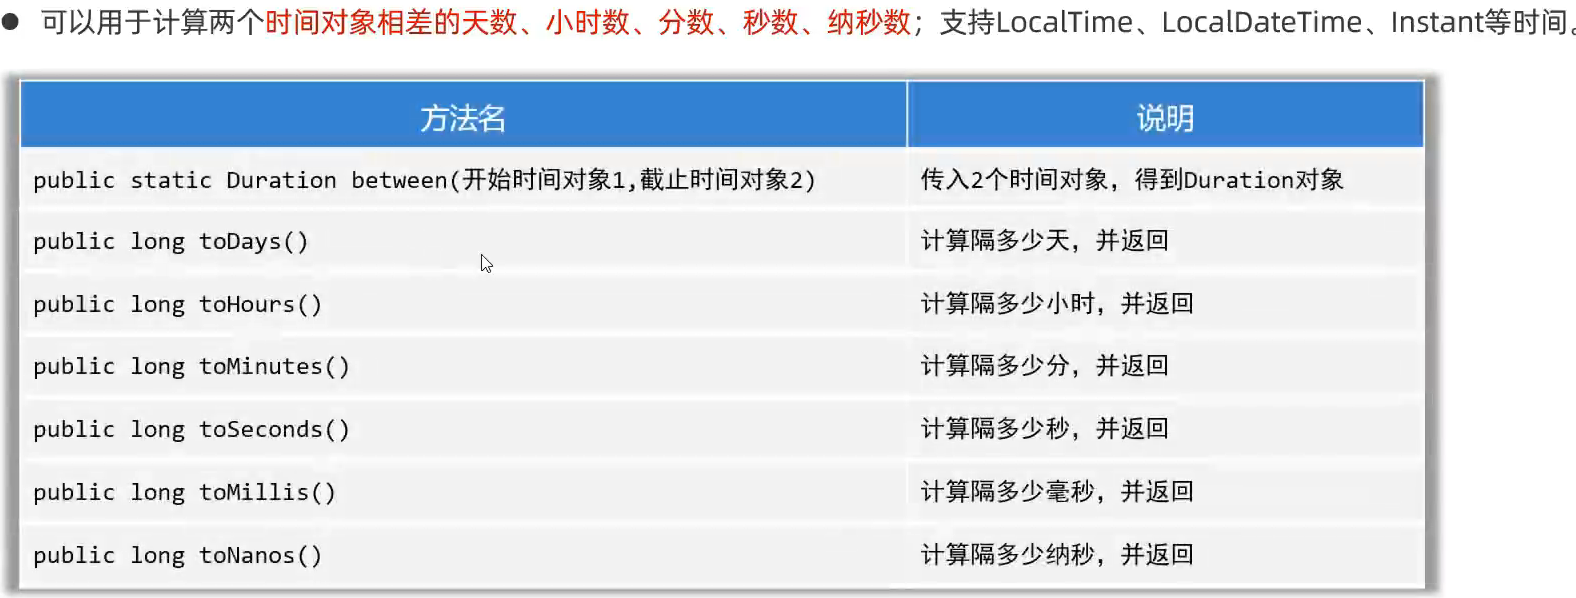 ● 可以用于计算两个时间对象相差的天数、小时数、分数、秒数、纳秒数；支持LocalTime、LocalDateTime、Instant等时间。
方法名 说明
public static Duration between(开始时间对象1,截止时间对象2) 传入2个时间对象，得到Duration对象
public long toDays() 计算隔多少天，并返回
public long toHours() 计算隔多少小时，并返回
public long toMinutes() 计算隔多少分，并返回
public long toSeconds() 计算隔多少秒，并返回
public long toMillis() 计算隔多少毫秒，并返回
public long toNanos() 计算隔多少纳秒，并返回